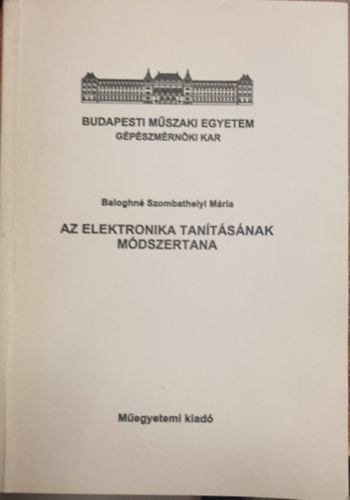 BUDAPESTI MŰSZAKI EGYETEM
GÉPÉSZMÉRNÖKI KAR
Baloghné Szombathelyi Mária
AZ ELEKTRONIKA TANÍTÁSÁNAK
MÓDSZERTANA
Műegyetemi kiadó